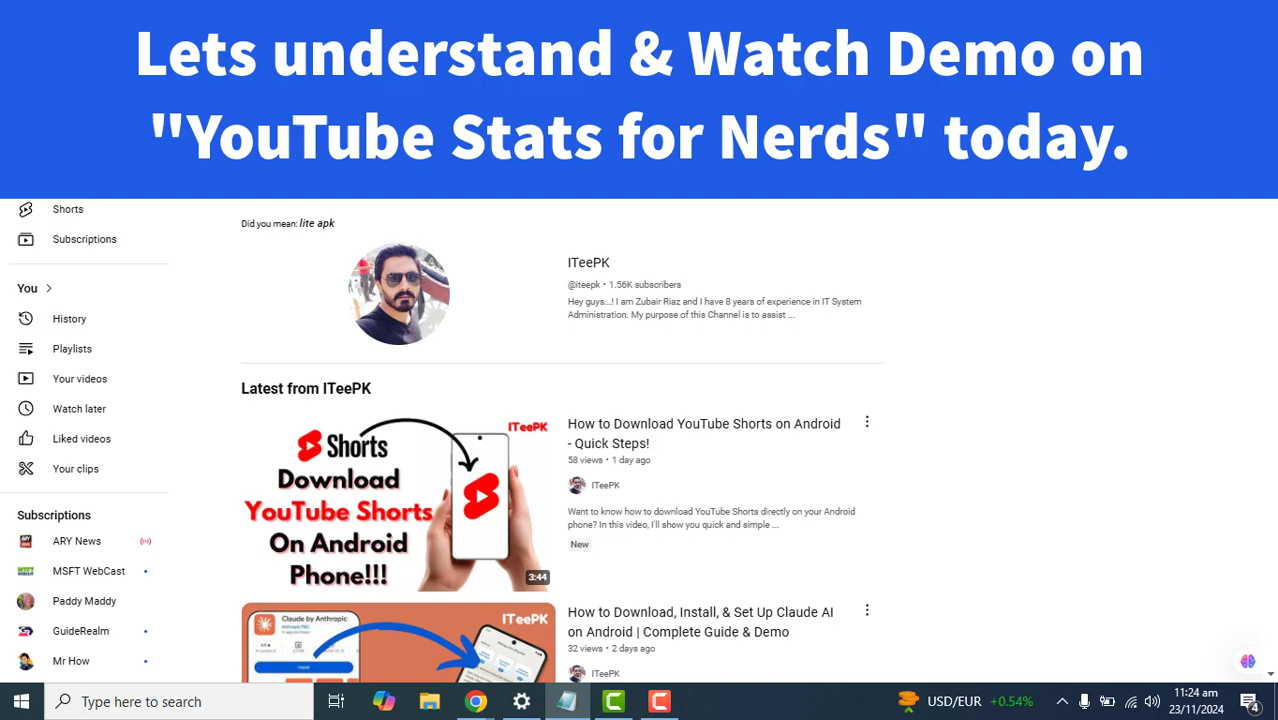 Lets understand & Watch Demo on
"YouTube Stats for Nerds" today.
Shorts
Subscriptions
You
History
Playlists
Your videos
Watch later
Liked videos
Your clips
Subscriptions
ARY News
MSFT WebCast
Paddy Maddy
GuideRealm
Mr How
Did you mean: lite apk
ITeePK
@iteepk • 1.56K subscribers
Hey guys...! I am Zubair Riaz and I have 8 years of experience in IT System
Administration. My purpose of this Channel is to assist ...
Latest from ITeePK
ITeePK
Shorts
Download
YouTube Shorts
On Android
Phone!!!
3:44
How to Download YouTube Shorts on Android
- Quick Steps!
58 views • 1 day ago
ITeePK
Want to know how to download YouTube Shorts directly on your Android
phone? In this video, I'll show you quick and simple ...
New
Claude by Anthropic
ITeePK
How to Download, Install, & Set Up Claude AI
on Android | Complete Guide & Demo
32 views • 2 days ago
ITeePK
Type here to search
USD/EUR +0.54%
11:24 am
23/11/2024
4